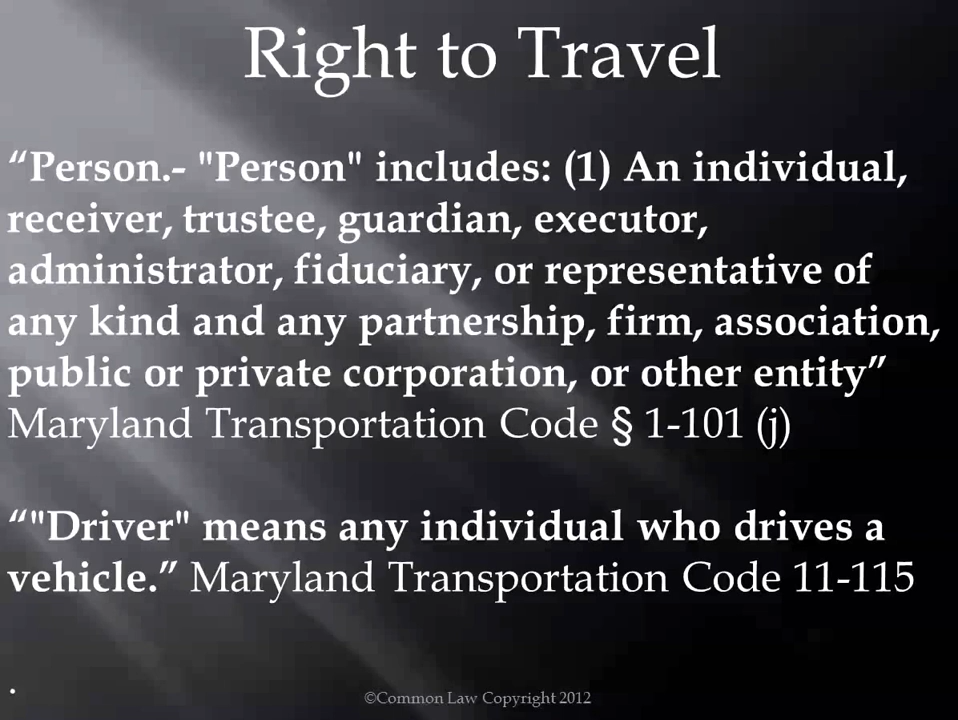 Right to Travel
“Person.- "Person" includes: (1) An individual,
receiver, trustee, guardian, executor,
administrator, fiduciary, or representative of
any kind and any partnership, firm, association,
public or private corporation, or other entity”
Maryland Transportation Code § 1-101 (j)
“"Driver" means any individual who drives a
vehicle.” Maryland Transportation Code 11-115
.
©Common Law Copyright 2012